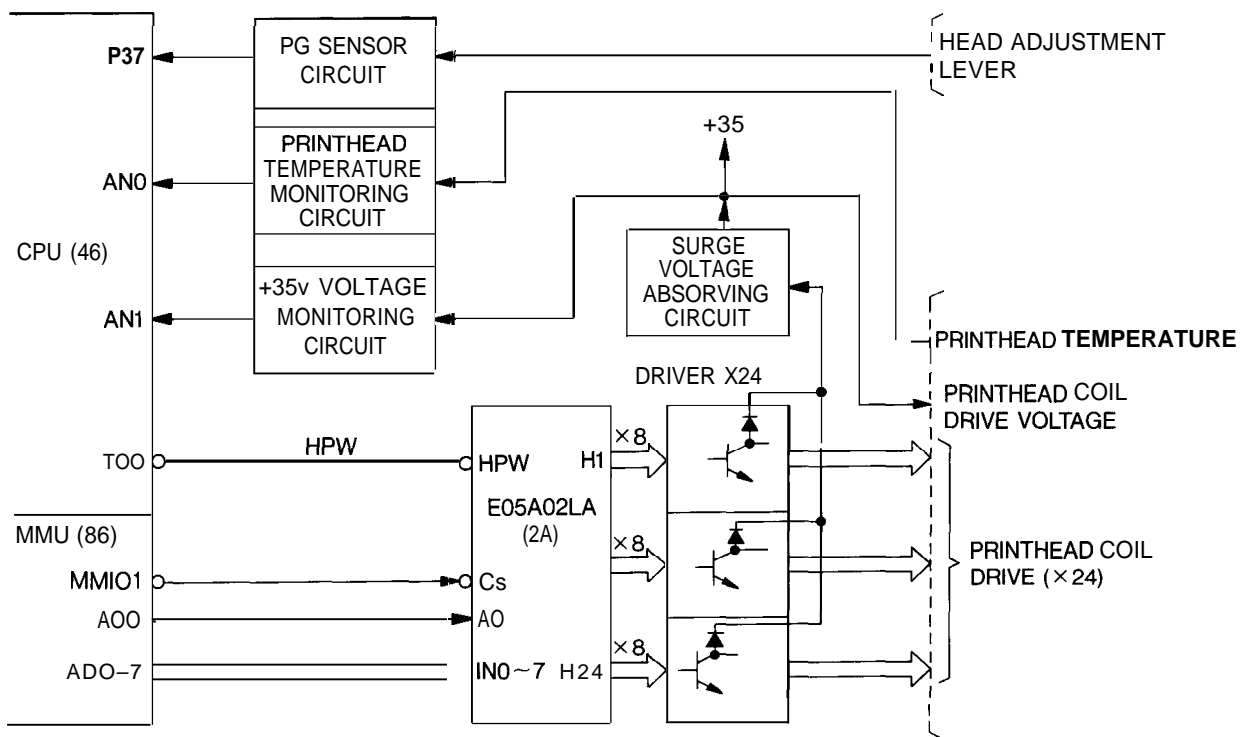 P37
PG SENSOR
CIRCUIT
HEAD ADJUSTMENT
LEVER
+35
AN0
PRINTHEAD
TEMPERATURE
MONITORING
CIRCUIT
CPU (46)
SURGE
VOLTAGE
ABSORVING
CIRCUIT
AN1
+35v VOLTAGE
MONITORING
CIRCUIT
PRINTHEAD TEMPERATURE
DRIVER X24
PRINTHEAD COIL
DRIVE VOLTAGE
TOO
HPW
HPW
H1
×8
E05A02LA
(2A)
MMU (86)
×8
PRINTHEAD COIL
DRIVE (×24)
MMIO1
Cs
AOO
AO
ADO–7
IN0~7
H24
×8